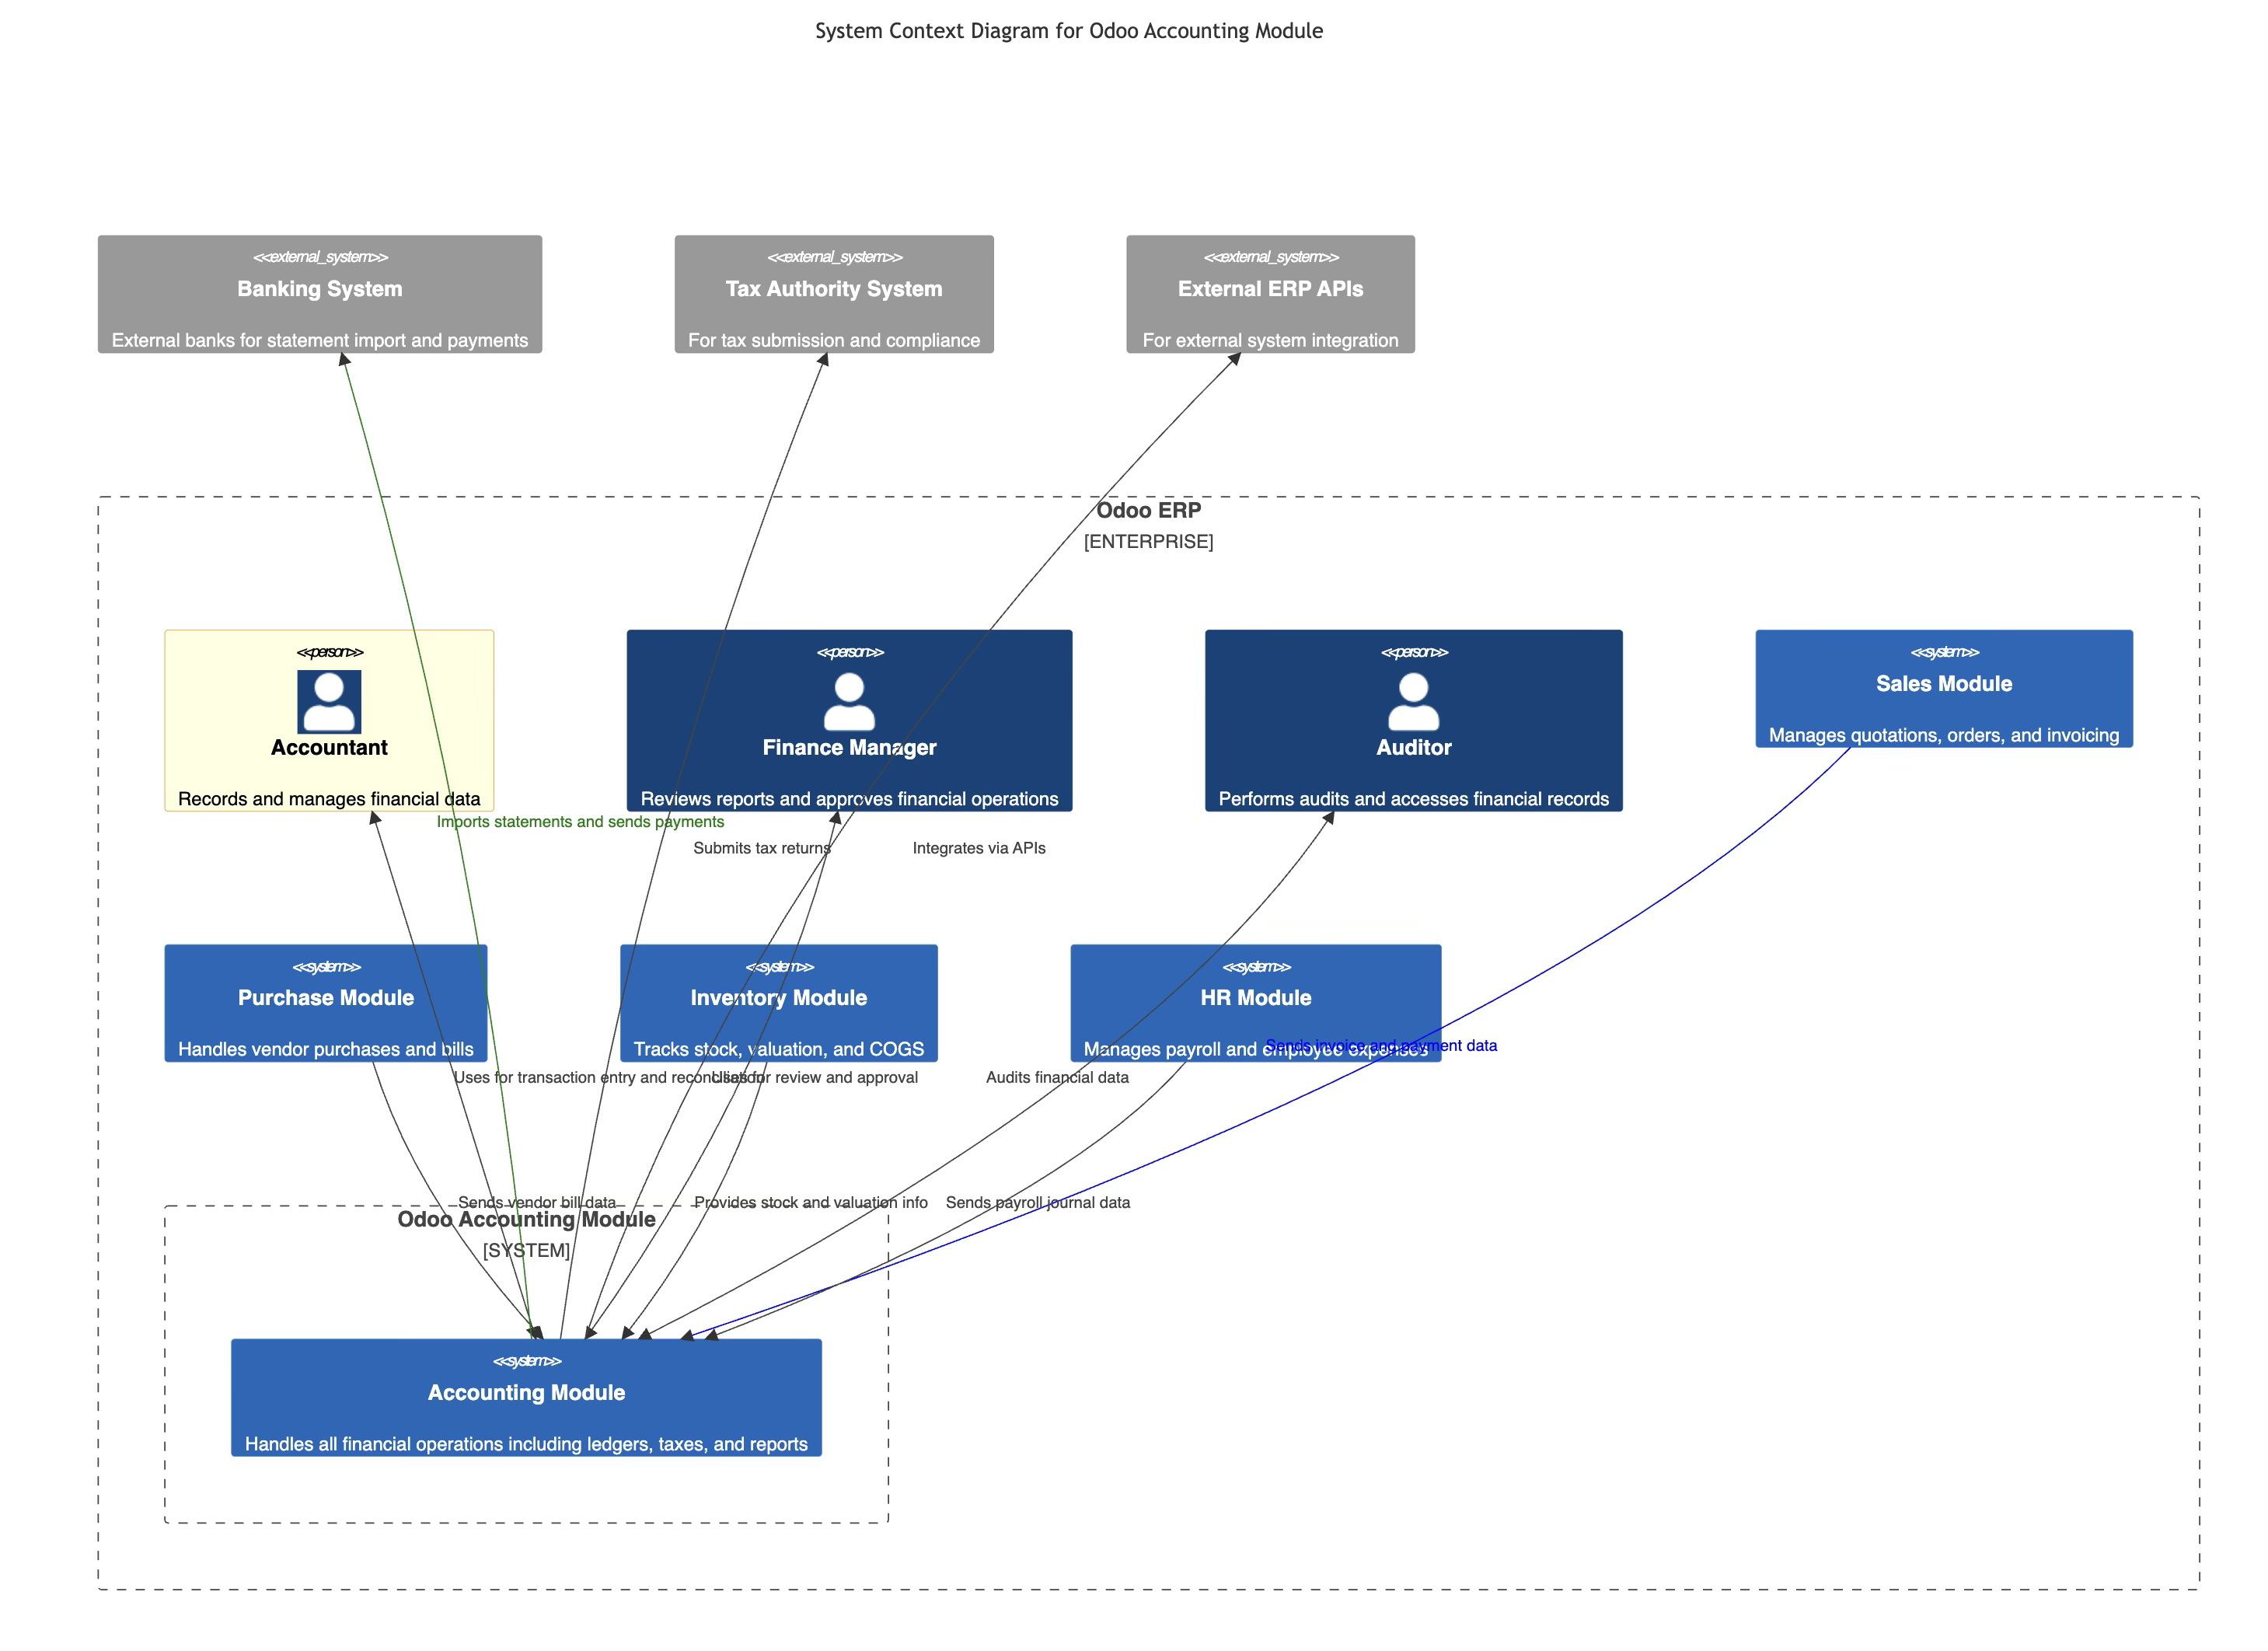 System Context Diagram for Odoo Accounting Module
<<external_system>>
Banking System
External banks for statement import and payments
<<external_system>>
Tax Authority System
For tax submission and compliance
<<external_system>>
External ERP APIs
For external system integration
Odoo ERP
[ENTERPRISE]
<<person>>
Accountant
Records and manages financial data
<<person>>
Finance Manager
Reviews reports and approves financial operations
<<person>>
Auditor
Performs audits and accesses financial records
<<system>>
Sales Module
Manages quotations, orders, and invoicing
Imports statements and sends payments
Submits tax returns
Integrates via APIs
<<system>>
Purchase Module
Handles vendor purchases and bills
<<system>>
Inventory Module
Tracks stock, valuation, and COGS
<<system>>
HR Module
Manages payroll and employee expenses
Sends invoice and payment data
Uses for transaction entry and reconciliation
Uses for review and approval
Audits financial data
Sends vendor bill data
Provides stock and valuation info
Sends payroll journal data
Odoo Accounting Module
[SYSTEM]
<<system>>
Accounting Module
Handles all financial operations including ledgers, taxes, and reports